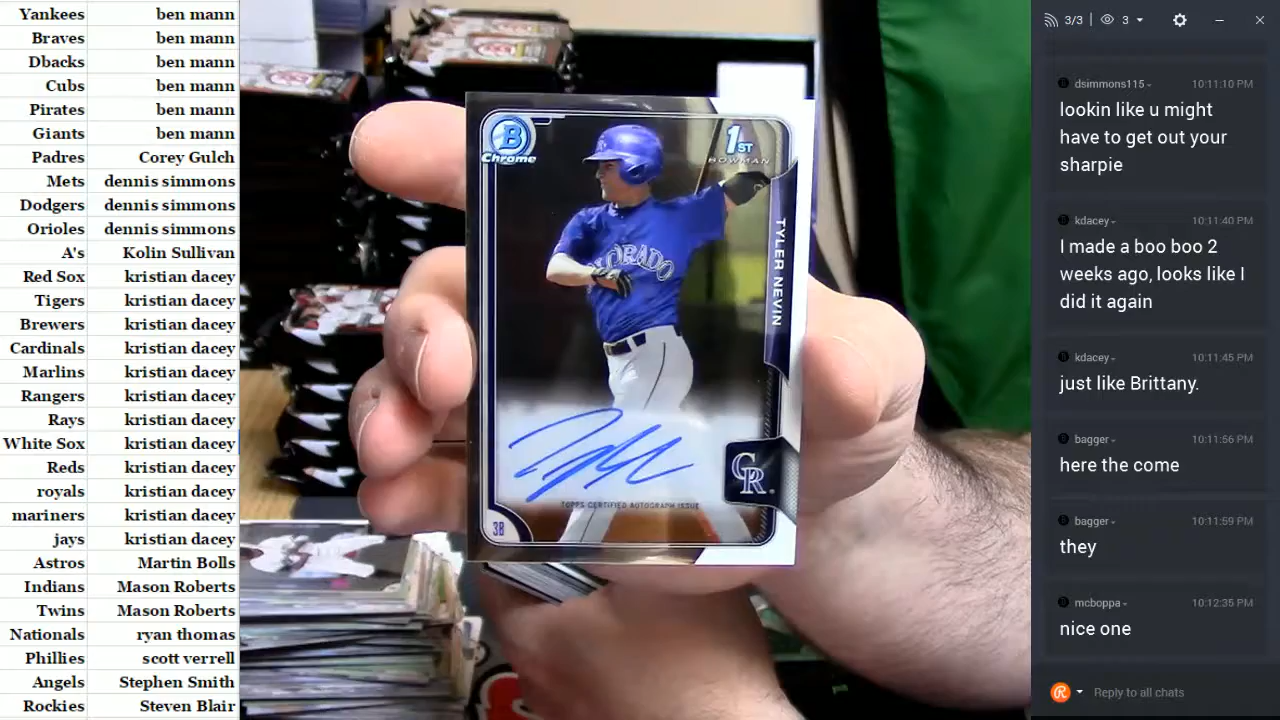 Yankees ben mann
Braves ben mann
Dbacks ben mann
Cubs ben mann
Pirates ben mann
Giants ben mann
Padres Corey Gulch
Mets dennis simmons
Dodgers dennis simmons
Orioles dennis simmons
A's Kolin Sullivan
Red Sox kristian dacey
Tigers kristian dacey
Brewers kristian dacey
Cardinals kristian dacey
Marlins kristian dacey
Rangers kristian dacey
Rays kristian dacey
White Sox kristian dacey
Reds kristian dacey
royals kristian dacey
mariners kristian dacey
jays kristian dacey
Astros Martin Bolls
Indians Mason Roberts
Twins Mason Roberts
Nationals ryan thomas
Phillies scott verrell
Angels Stephen Smith
Rockies Steven Blair
B
Chrome
1ST
BOWMAN
TYLER NEVIN
COLORADO
TOPPS CERTIFIED AUTOGRAPH ISSUE
CR
3B
3/3 3
dsimmons115 10:11:10 PM
lookin like u might
have to get out your
sharpie
kdacey 10:11:40 PM
I made a boo boo 2
weeks ago, looks like I
did it again
kdacey 10:11:45 PM
just like Brittany.
bagger 10:11:56 PM
here the come
bagger 10:11:59 PM
they
mcboppa 10:12:35 PM
nice one
Reply to all chats